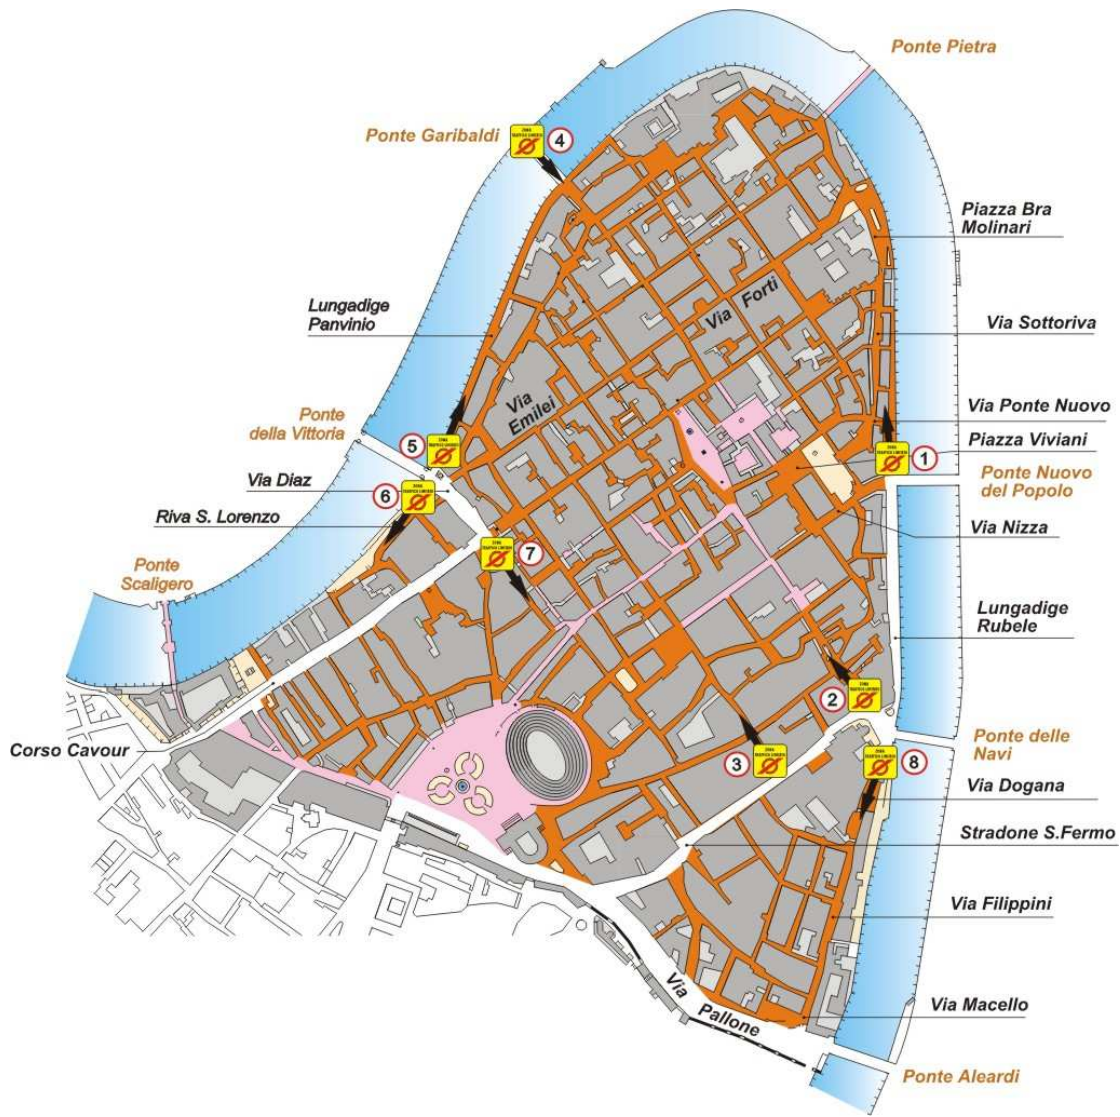 Ponte Pietra
Ponte Garibaldi
4
Piazza Bra
Molinari
Lungadige
Panvinio
Via Forti
Via Sottoriva
Via
Emilei
Via Ponte Nuovo
Ponte
della Vittoria
5
Piazza Viviani
1
Ponte Nuovo
del Popolo
Via Diaz
6
Riva S. Lorenzo
Via Nizza
7
Ponte
Scaligero
Lungadige
Rubele
2
Corso Cavour
3
Ponte delle
Navi
8
Via Dogana
Stradone S.Fermo
Via Filippini
Via
Pallone
Via Macello
Ponte Aleardi